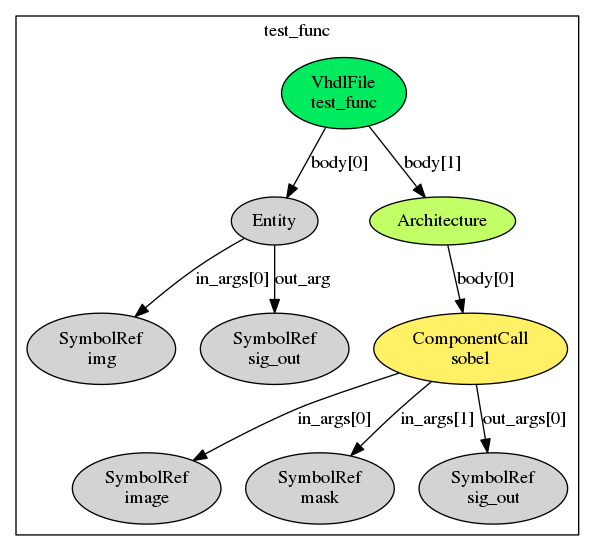 test_func
VhdlFile
test_func
body[0]
body[1]
Entity
Architecture
in_args[0]
out_arg
body[0]
SymbolRef
img
SymbolRef
sig_out
ComponentCall
sobel
in_args[0]
in_args[1]
out_args[0]
SymbolRef
image
SymbolRef
mask
SymbolRef
sig_out